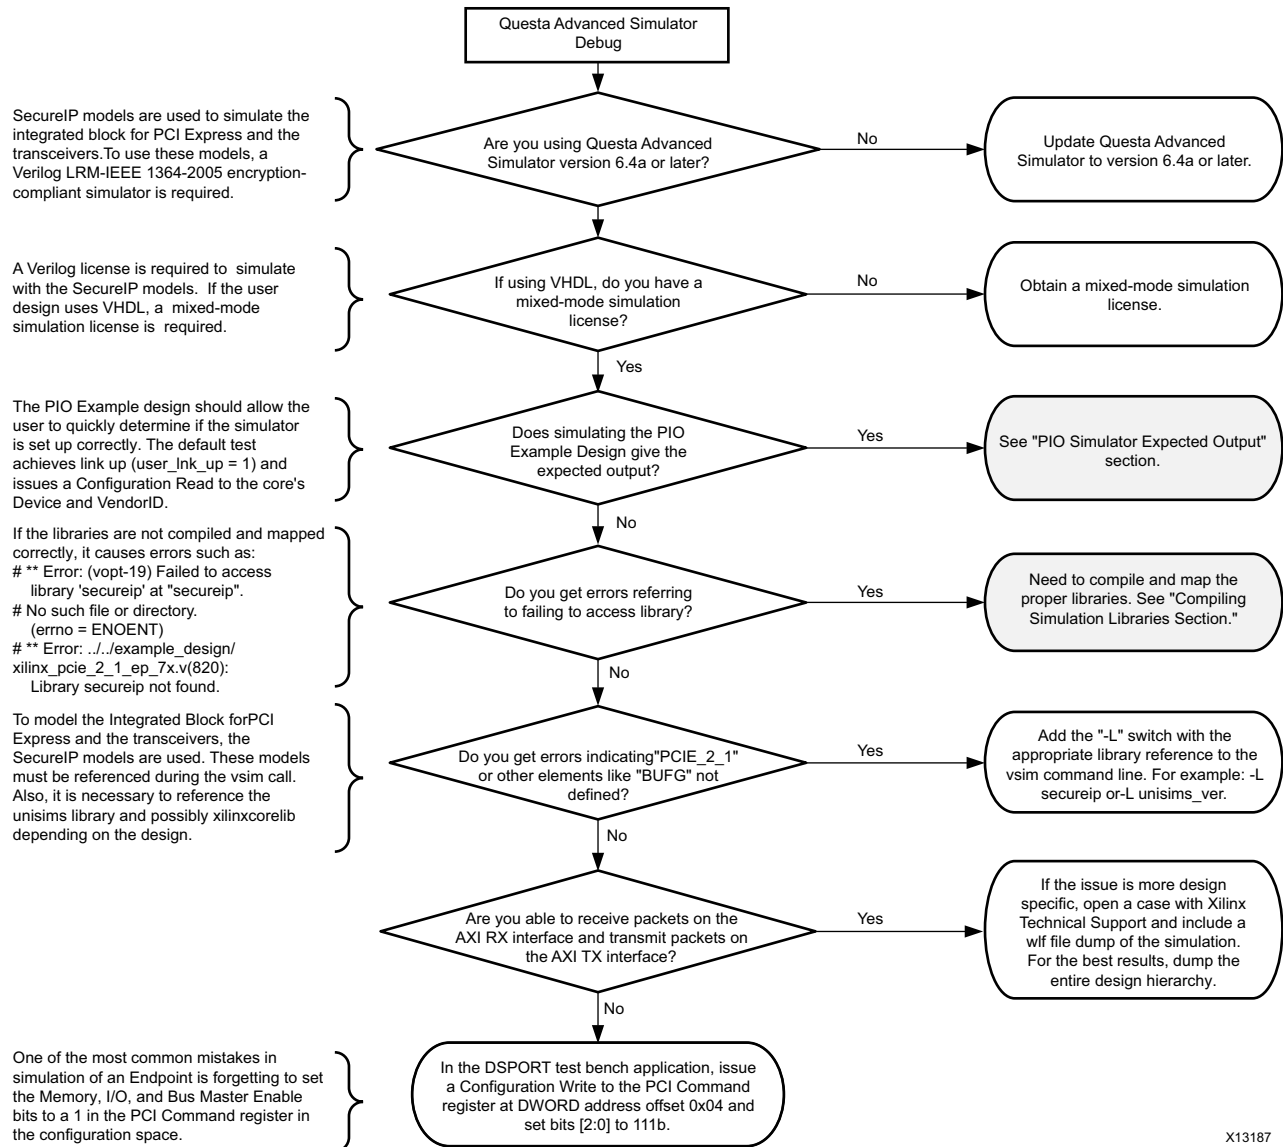 Questa Advanced Simulator
Debug
SecureIP models are used to simulate the
integrated block for PCI Express and the
transceivers.To use these models, a
Verilog LRM-IEEE 1364-2005 encryption-
compliant simulator is required.
Are you using Questa Advanced
Simulator version 6.4a or later?
No
Update Questa Advanced
Simulator to version 6.4a or later.
A Verilog license is required to simulate
with the SecureIP models. If the user
design uses VHDL, a mixed-mode
simulation license is required.
If using VHDL, do you have a
mixed-mode simulation
license?
No
Obtain a mixed-mode simulation
license.
Yes
The PIO Example design should allow the
user to quickly determine if the simulator
is set up correctly. The default test
achieves link up (user_lnk_up = 1) and
issues a Configuration Read to the core's
Device and VendorID.
Does simulating the PIO
Example Design give the
expected output?
Yes
See "PIO Simulator Expected Output"
section.
No
If the libraries are not compiled and mapped
correctly, it causes errors such as:
# ** Error: (vopt-19) Failed to access
library 'secureip' at "secureip".
# No such file or directory.
(errno = ENOENT)
# ** Error: ../../example_design/
xilinx_pcie_2_1_ep_7x.v(820):
Library secureip not found.
Do you get errors referring
to failing to access library?
Yes
Need to compile and map the
proper libraries. See "Compiling
Simulation Libraries Section."
No
To model the Integrated Block forPCI
Express and the transceivers, the
SecureIP models are used. These models
must be referenced during the vsim call.
Also, it is necessary to reference the
unisims library and possibly xilinxcorelib
depending on the design.
Do you get errors indicating"PCIE_2_1"
or other elements like "BUFG" not
defined?
Yes
Add the "-L" switch with the
appropriate library reference to the
vsim command line. For example: -L
secureip or-L unisims_ver.
No
Are you able to receive packets on the
AXI RX interface and transmit packets on
the AXI TX interface?
Yes
If the issue is more design
specific, open a case with Xilinx
Technical Support and include a
wlf file dump of the simulation.
For the best results, dump the
entire design hierarchy.
No
One of the most common mistakes in
simulation of an Endpoint is forgetting to set
the Memory, I/O, and Bus Master Enable
bits to a 1 in the PCI Command register in
the configuration space.
In the DSPORT test bench application, issue
a Configuration Write to the PCI Command
register at DWORD address offset 0x04 and
set bits [2:0] to 111b.
X13187